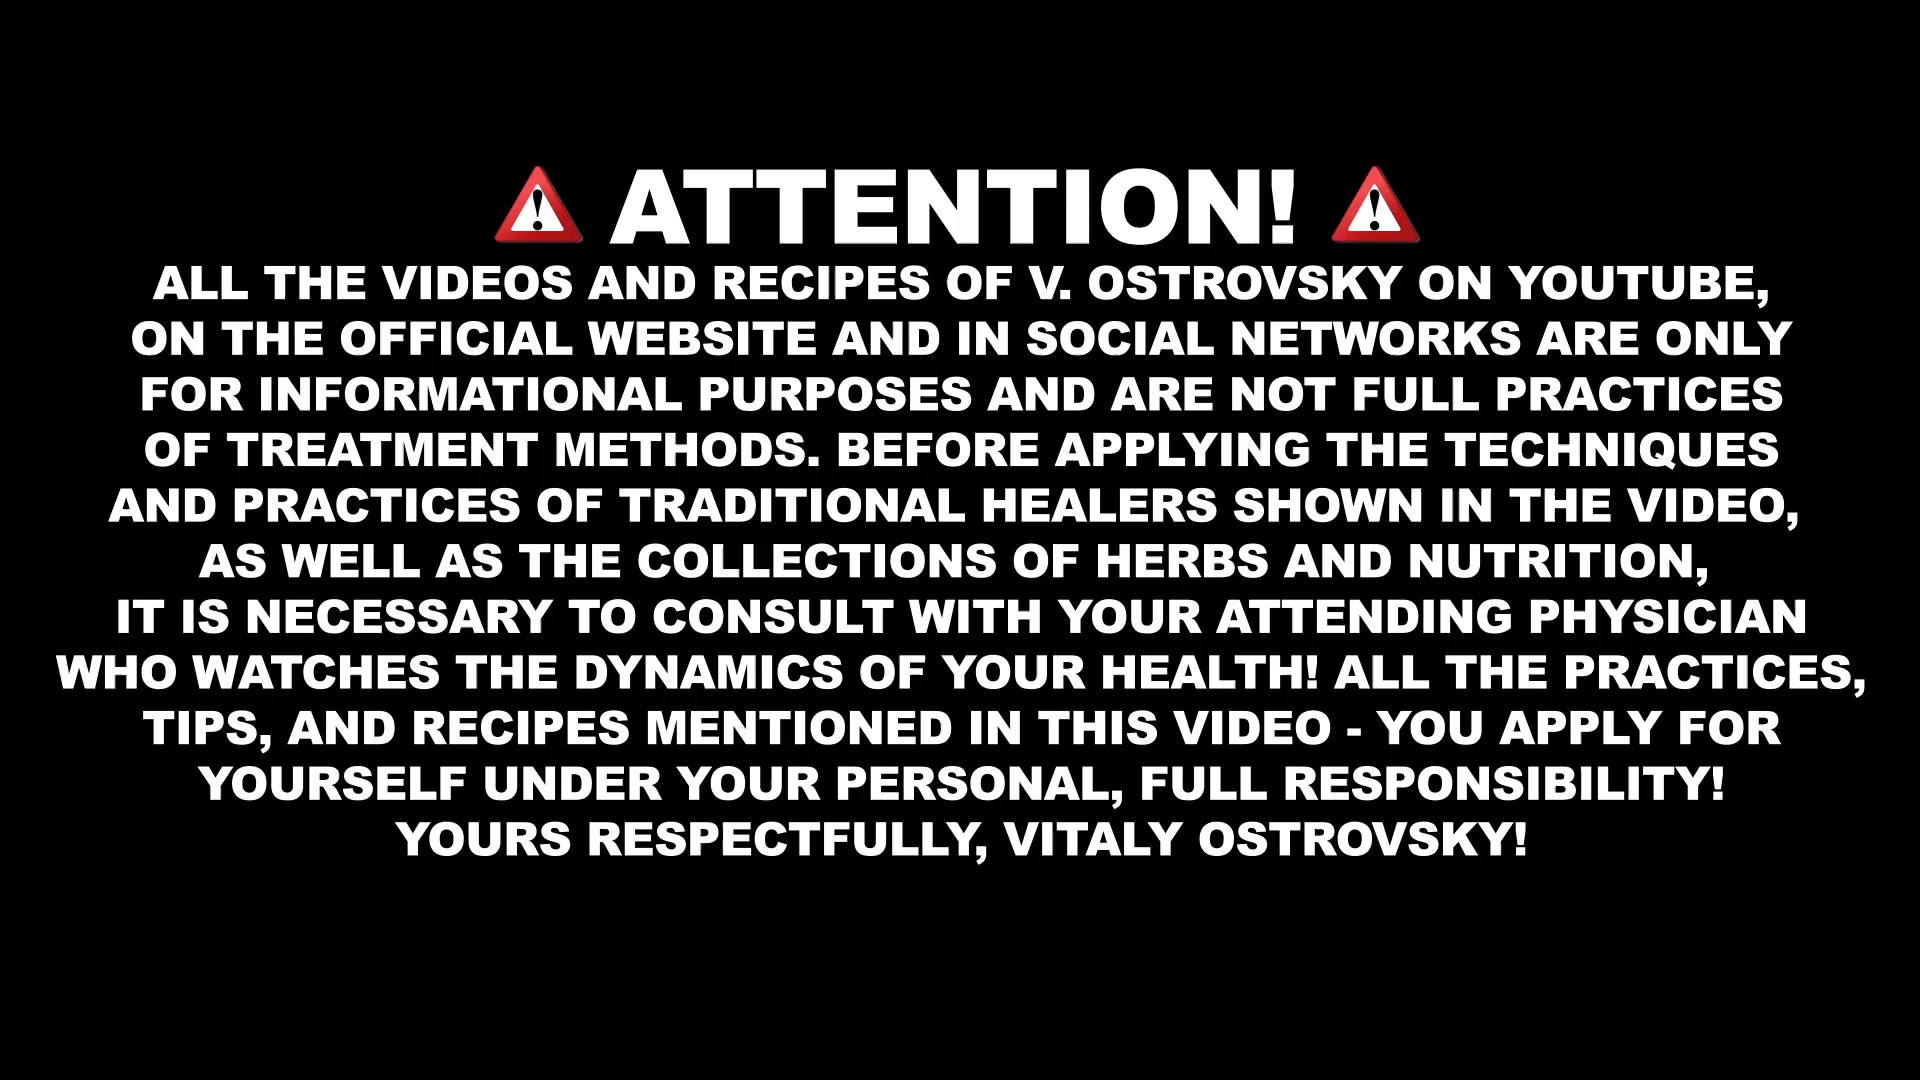 ATTENTION!
ALL THE VIDEOS AND RECIPES OF V. OSTROVSKY ON YOUTUBE,
ON THE OFFICIAL WEBSITE AND IN SOCIAL NETWORKS ARE ONLY
FOR INFORMATIONAL PURPOSES AND ARE NOT FULL PRACTICES
OF TREATMENT METHODS. BEFORE APPLYING THE TECHNIQUES
AND PRACTICES OF TRADITIONAL HEALERS SHOWN IN THE VIDEO,
AS WELL AS THE COLLECTIONS OF HERBS AND NUTRITION,
IT IS NECESSARY TO CONSULT WITH YOUR ATTENDING PHYSICIAN
WHO WATCHES THE DYNAMICS OF YOUR HEALTH! ALL THE PRACTICES,
TIPS, AND RECIPES MENTIONED IN THIS VIDEO - YOU APPLY FOR
YOURSELF UNDER YOUR PERSONAL, FULL RESPONSIBILITY!
YOURS RESPECTFULLY, VITALY OSTROVSKY!